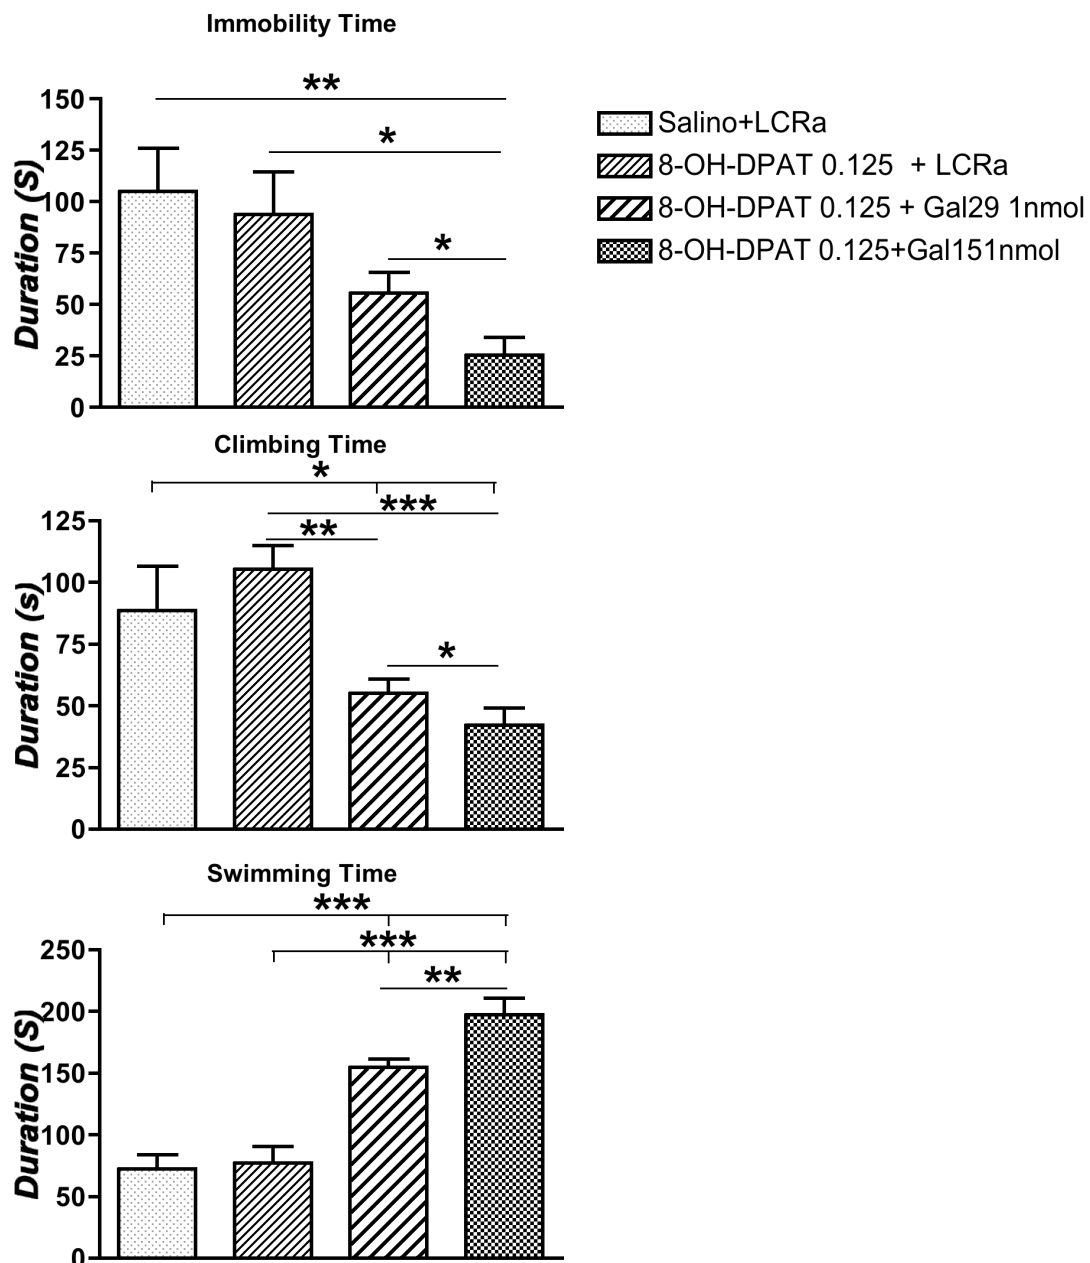 Immobility Time
**
150
*
125
100
*
75
50
25
0
Duration (S)
Salino+LCRa
8-OH-DPAT 0.125 + LCRa
8-OH-DPAT 0.125 + Gal29 1nmol
8-OH-DPAT 0.125+Gal151nmol
Climbing Time
*
***
125
**
100
75
*
50
25
0
Duration (s)
Swimming Time
***
***
250
**
200
150
100
50
0
Duration (S)